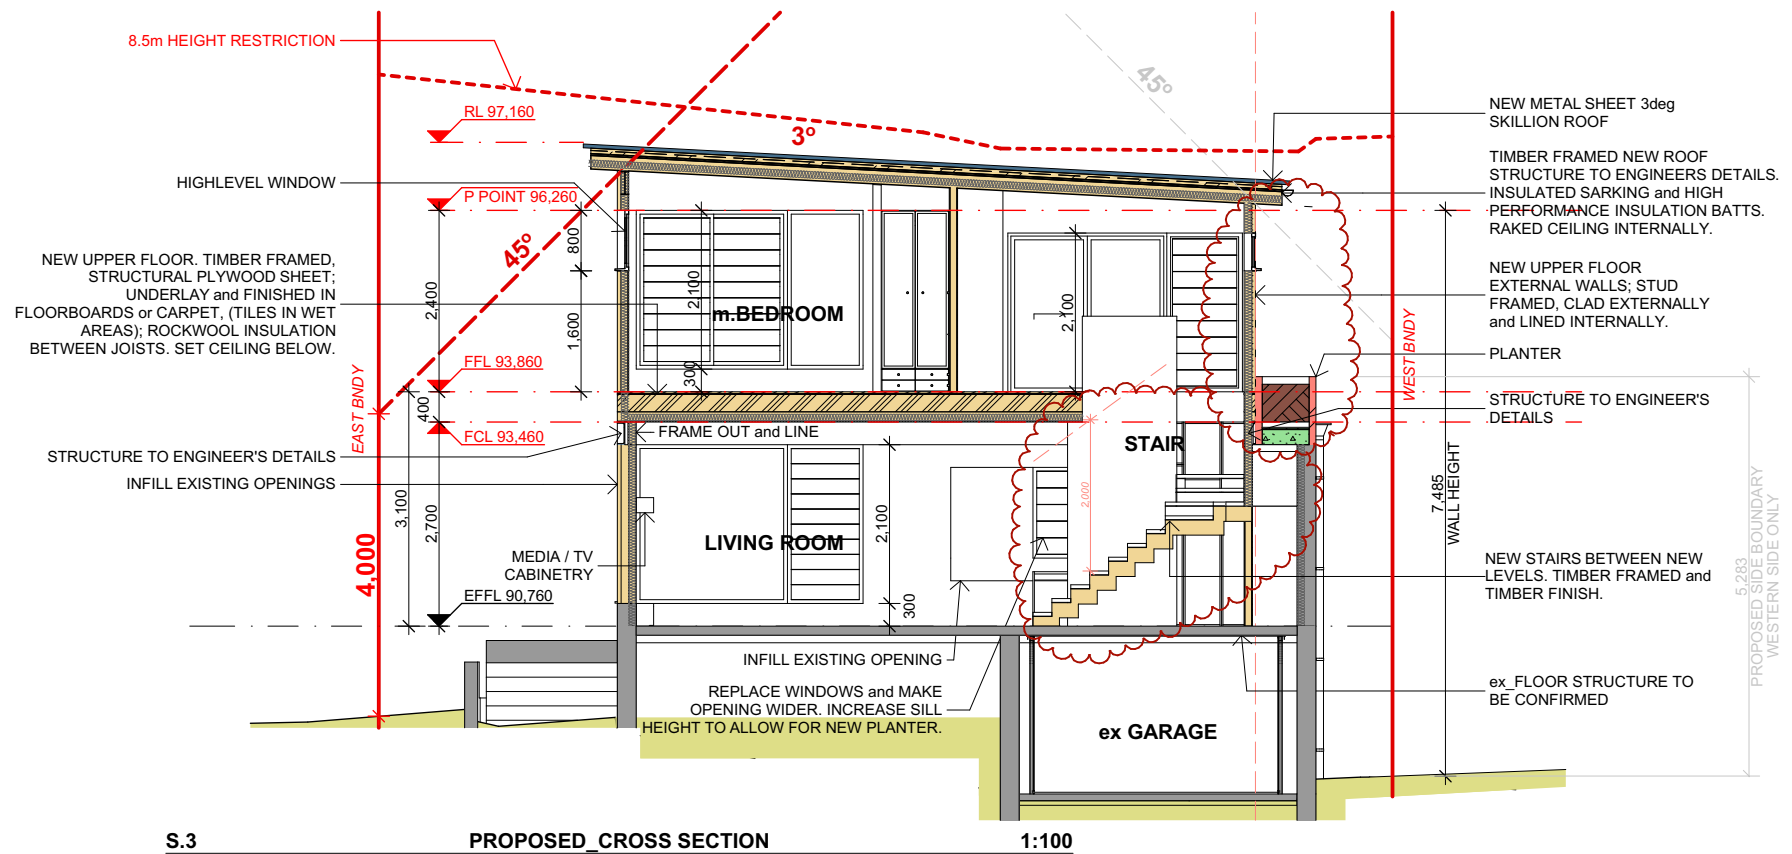 8.5m HEIGHT RESTRICTION
RL 97,160
3º
45º
NEW METAL SHEET 3deg
SKILLION ROOF
TIMBER FRAMED NEW ROOF
STRUCTURE TO ENGINEERS DETAILS.
INSULATED SARKING and HIGH
PERFORMANCE INSULATION BATTS.
RAKED CEILING INTERNALLY.
HIGHLEVEL WINDOW
P POINT 96,260
45º
NEW UPPER FLOOR. TIMBER FRAMED,
STRUCTURAL PLYWOOD SHEET;
UNDERLAY and FINISHED IN
FLOORBOARDS or CARPET, (TILES IN WET
AREAS); ROCKWOOL INSULATION
BETWEEN JOISTS. SET CEILING BELOW.
2,400
800
1,600
2,100
300
m.BEDROOM
2,100
NEW UPPER FLOOR
EXTERNAL WALLS; STUD
FRAMED, CLAD EXTERNALLY
and LINED INTERNALLY.
PLANTER
WEST BNDY
EAST BNDY
FFL 93,860
400
FCL 93,460
FRAME OUT and LINE
STAIR
STRUCTURE TO ENGINEER'S
DETAILS
STRUCTURE TO ENGINEER'S DETAILS
INFILL EXISTING OPENINGS
3,100
2,700
4,000
MEDIA / TV
CABINETRY
EFFL 90,760
LIVING ROOM
2,100
300
2,000
7,485
WALL HEIGHT
5,283
PROPOSED SIDE BOUNDARY
WESTERN SIDE ONLY
NEW STAIRS BETWEEN NEW
LEVELS. TIMBER FRAMED and
TIMBER FINISH.
INFILL EXISTING OPENING
REPLACE WINDOWS and MAKE
OPENING WIDER. INCREASE SILL
HEIGHT TO ALLOW FOR NEW PLANTER.
ex GARAGE
ex_FLOOR STRUCTURE TO
BE CONFIRMED
S.3 PROPOSED_CROSS SECTION 1:100